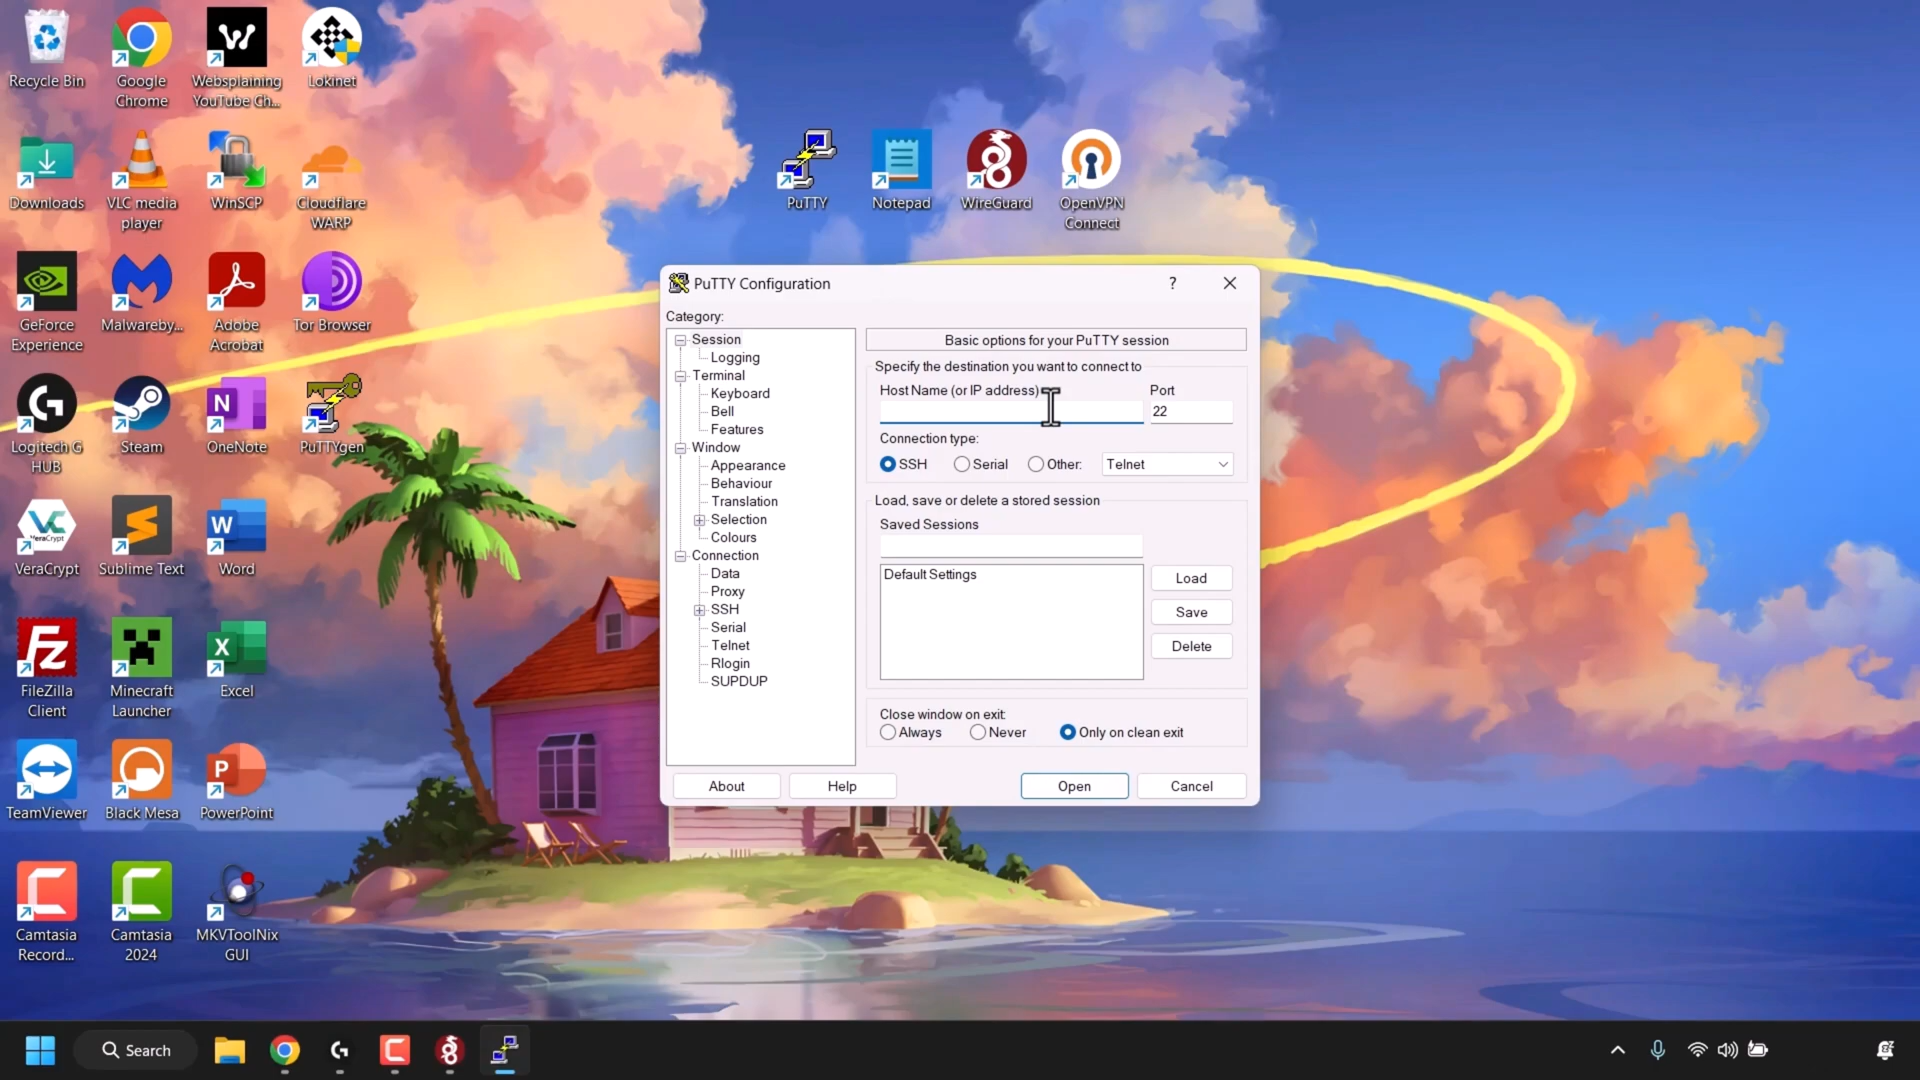 Recycle Bin
Google
Chrome
Websplaining
YouTube Ch...
Lokinet
Downloads
VLC media
player
WinSCP
Cloudflare
WARP
PuTTY
Notepad
WireGuard
OpenVPN
Connect
GeForce
Experience
Malwareby...
Adobe
Acrobat
Tor Browser
Logitech G
HUB
Steam
OneNote
PuTTYgen
VeraCrypt
VeraCrypt
Sublime Text
Word
FileZilla
Client
Minecraft
Launcher
Excel
TeamViewer
Black Mesa
PowerPoint
Camtasia
Record...
Camtasia
2024
MKVToolNix
GUI
PuTTY Configuration
?
Category:
Session
Logging
Terminal
Keyboard
Bell
Features
Window
Appearance
Behaviour
Translation
Selection
Colours
Connection
Data
Proxy
SSH
Serial
Telnet
Rlogin
SUPDUP
Basic options for your PuTTY session
Specify the destination you want to connect to
Host Name (or IP address)
Port
22
Connection type:
SSH
Serial
Other:
Telnet
Load, save or delete a stored session
Saved Sessions
Default Settings
Load
Save
Delete
Close window on exit:
Always
Never
Only on clean exit
About
Help
Open
Cancel
Search